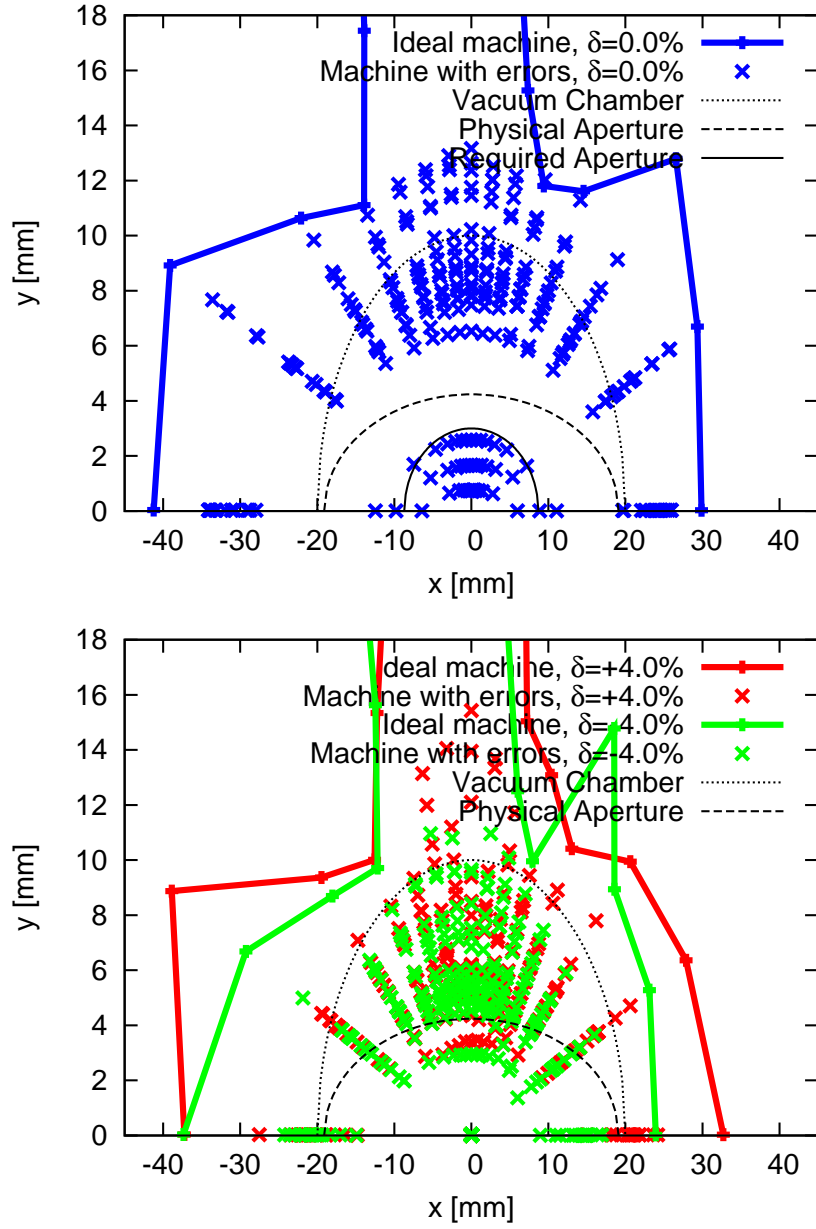 18
16
14
12
10
8
6
4
2
0
y [mm]
Ideal machine, δ=0.0%
Machine with errors, δ=0.0%
Vacuum Chamber
Physical Aperture
Required Aperture
-40 -30 -20 -10 0 10 20 30 40
x [mm]
18
16
14
12
10
8
6
4
2
0
y [mm]
Ideal machine, δ=+4.0%
Machine with errors, δ=+4.0%
Ideal machine, δ=-4.0%
Machine with errors, δ=-4.0%
Vacuum Chamber
Physical Aperture
-40 -30 -20 -10 0 10 20 30 40
x [mm]